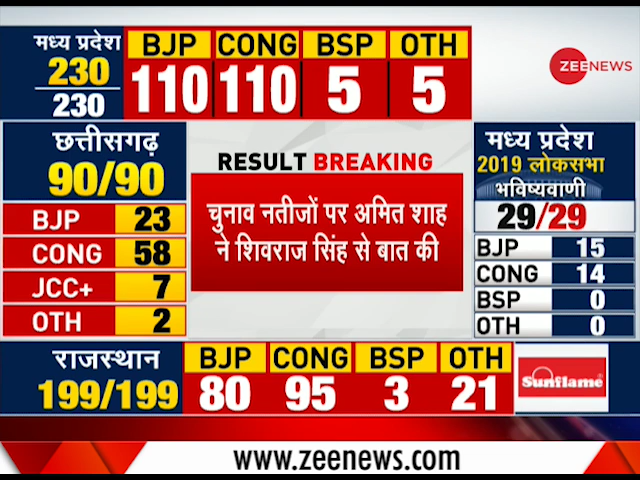 मध्य प्रदेश
230
230
BJP CONG BSP OTH
110 110 5 5
ZEENEWS
छत्तीसगढ़
90/90
BJP 23
CONG 58
JCC+ 7
OTH 2
RESULT BREAKING
चुनाव नतीजों पर अमित शाह
ने शिवराज सिंह से बात की
मध्य प्रदेश
2019 लोकसभा
भविष्यवाणी
29/29
BJP 15
CONG 14
BSP 0
OTH 0
राजस्थान
199/199
BJP CONG BSP OTH
80 95 3 21
Sunflame
www.zeenews.com